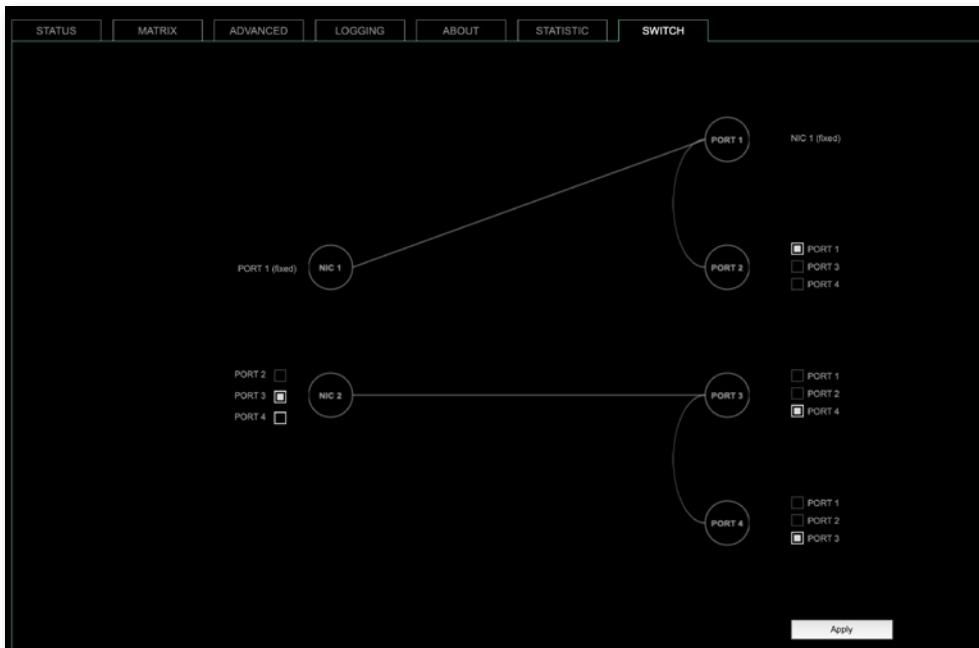 STATUS MATRIX ADVANCED LOGGING ABOUT STATISTIC SWITCH
PORT 1 NIC 1 (fixed)
PORT 1 (fixed) NIC 1 PORT 2
PORT 1
PORT 3
PORT 4
PORT 2
PORT 3
PORT 4
NIC 2 PORT 3
PORT 1
PORT 2
PORT 4
PORT 4
PORT 1
PORT 2
PORT 3
Apply